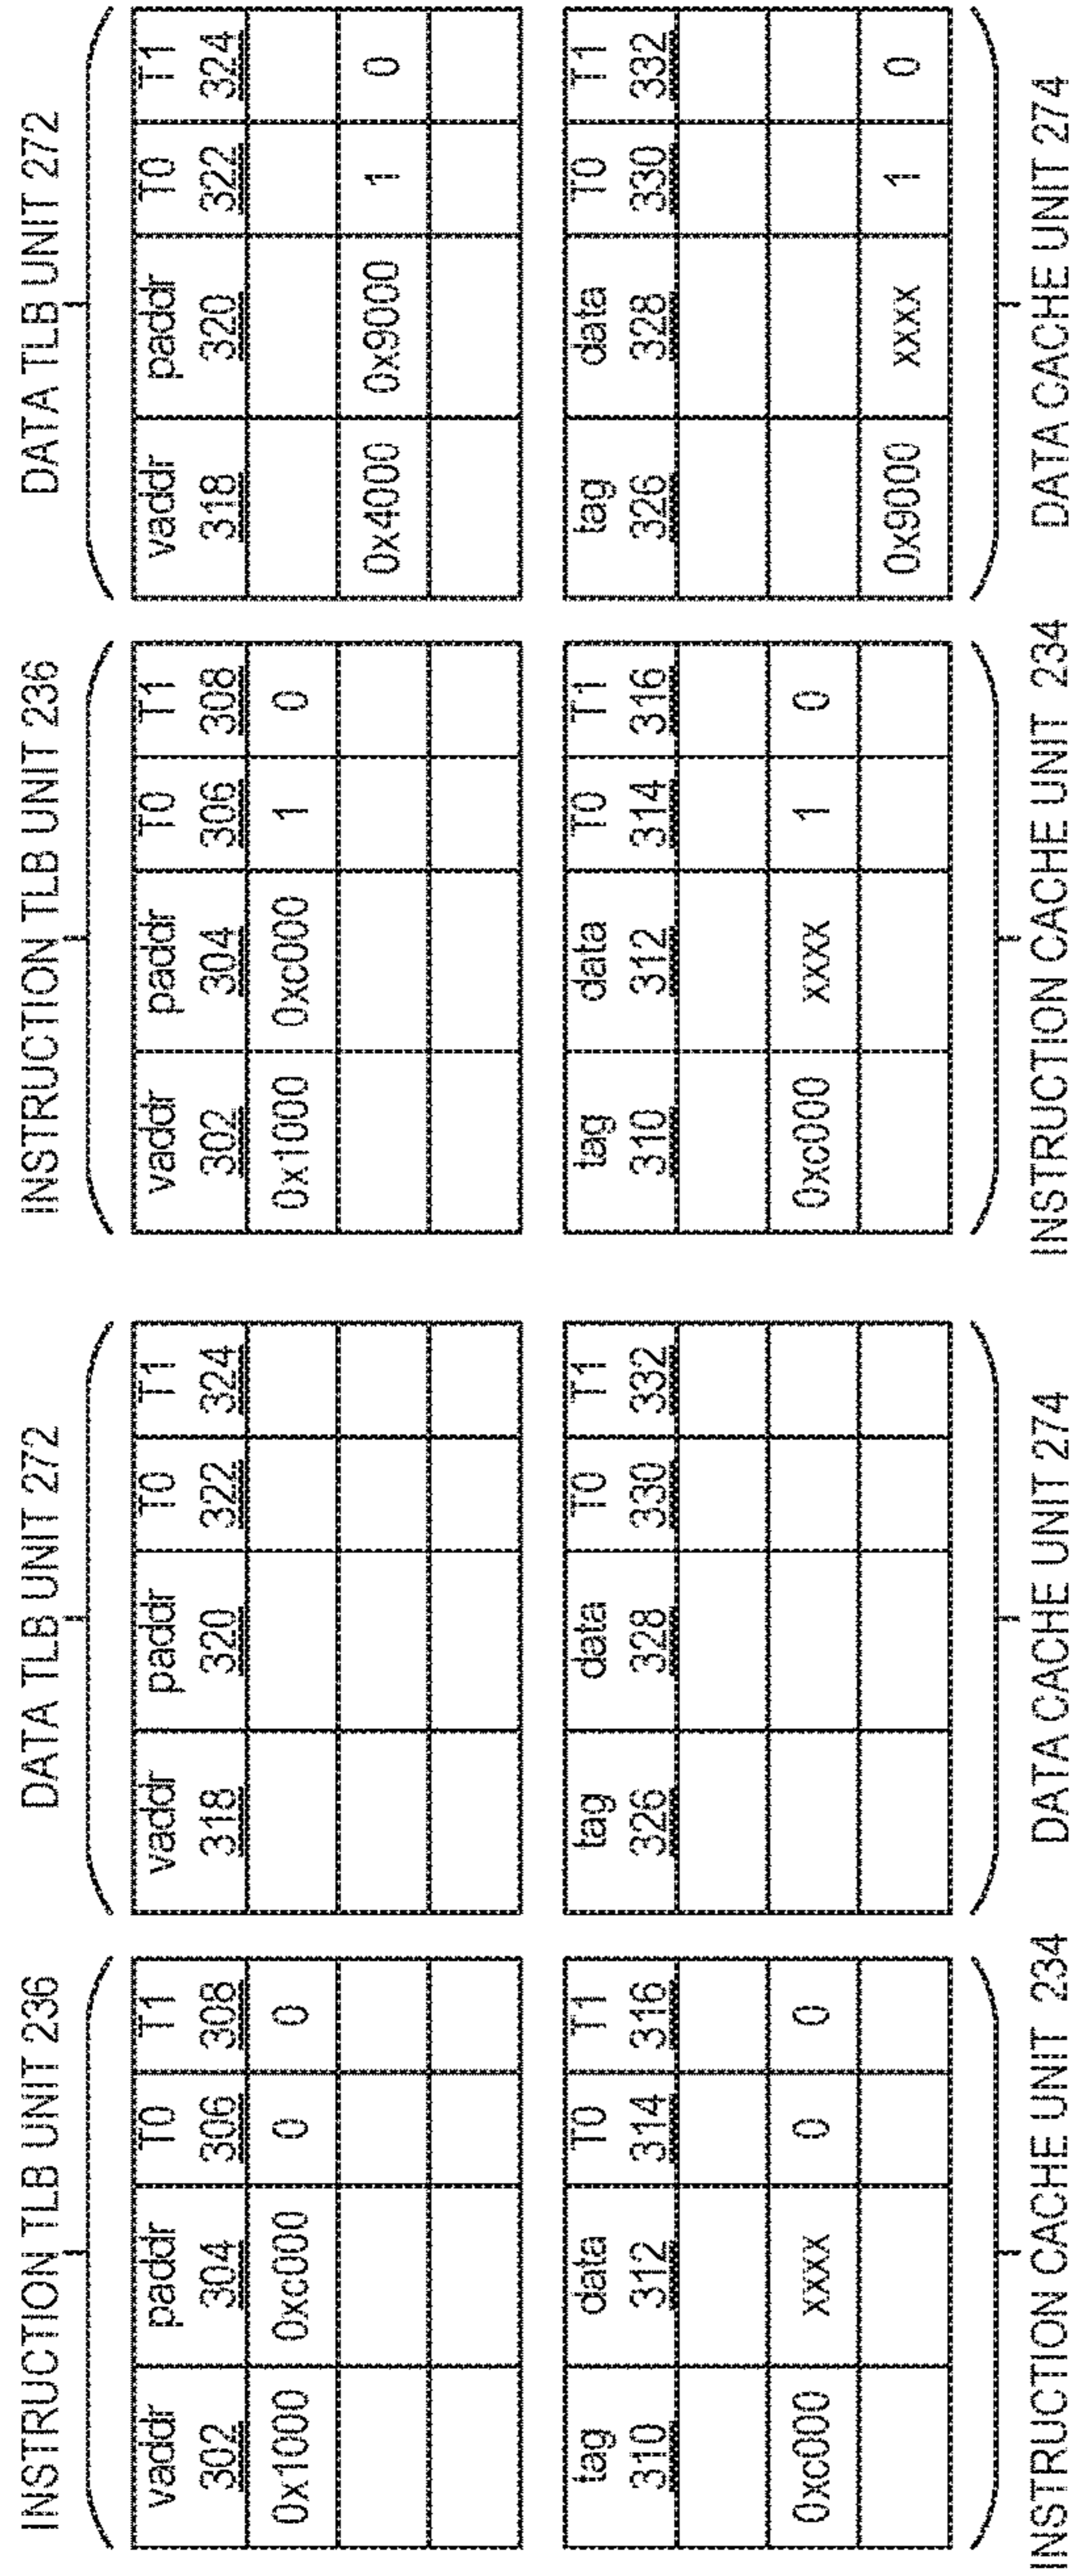 INSTRUCTION TLB UNIT 236 DATA TLB UNIT 272 INSTRUCTION TLB UNIT 236 DATA TLB UNIT 272
vaddr paddr T0 T1 vaddr paddr T0 T1 vaddr paddr T0 T1 vaddr paddr T0 T1
302 304 306 308 318 320 322 324 302 304 306 308 318 320 322 324
0x1000 0xc000 0 0 0x1000 0xc000 1 0
0x4000 0x9000 1 0
tag data T0 T1 tag data T0 T1 tag data T0 T1 tag data T0 T1
310 312 314 316 326 328 330 332 310 312 314 316 326 328 330 332
0xc000 xxxx 0 0 0xc000 xxxx 1 0
0x9000 xxxx 1 0
INSTRUCTION CACHE UNIT 234 DATA CACHE UNIT 274 INSTRUCTION CACHE UNIT 234 DATA CACHE UNIT 274